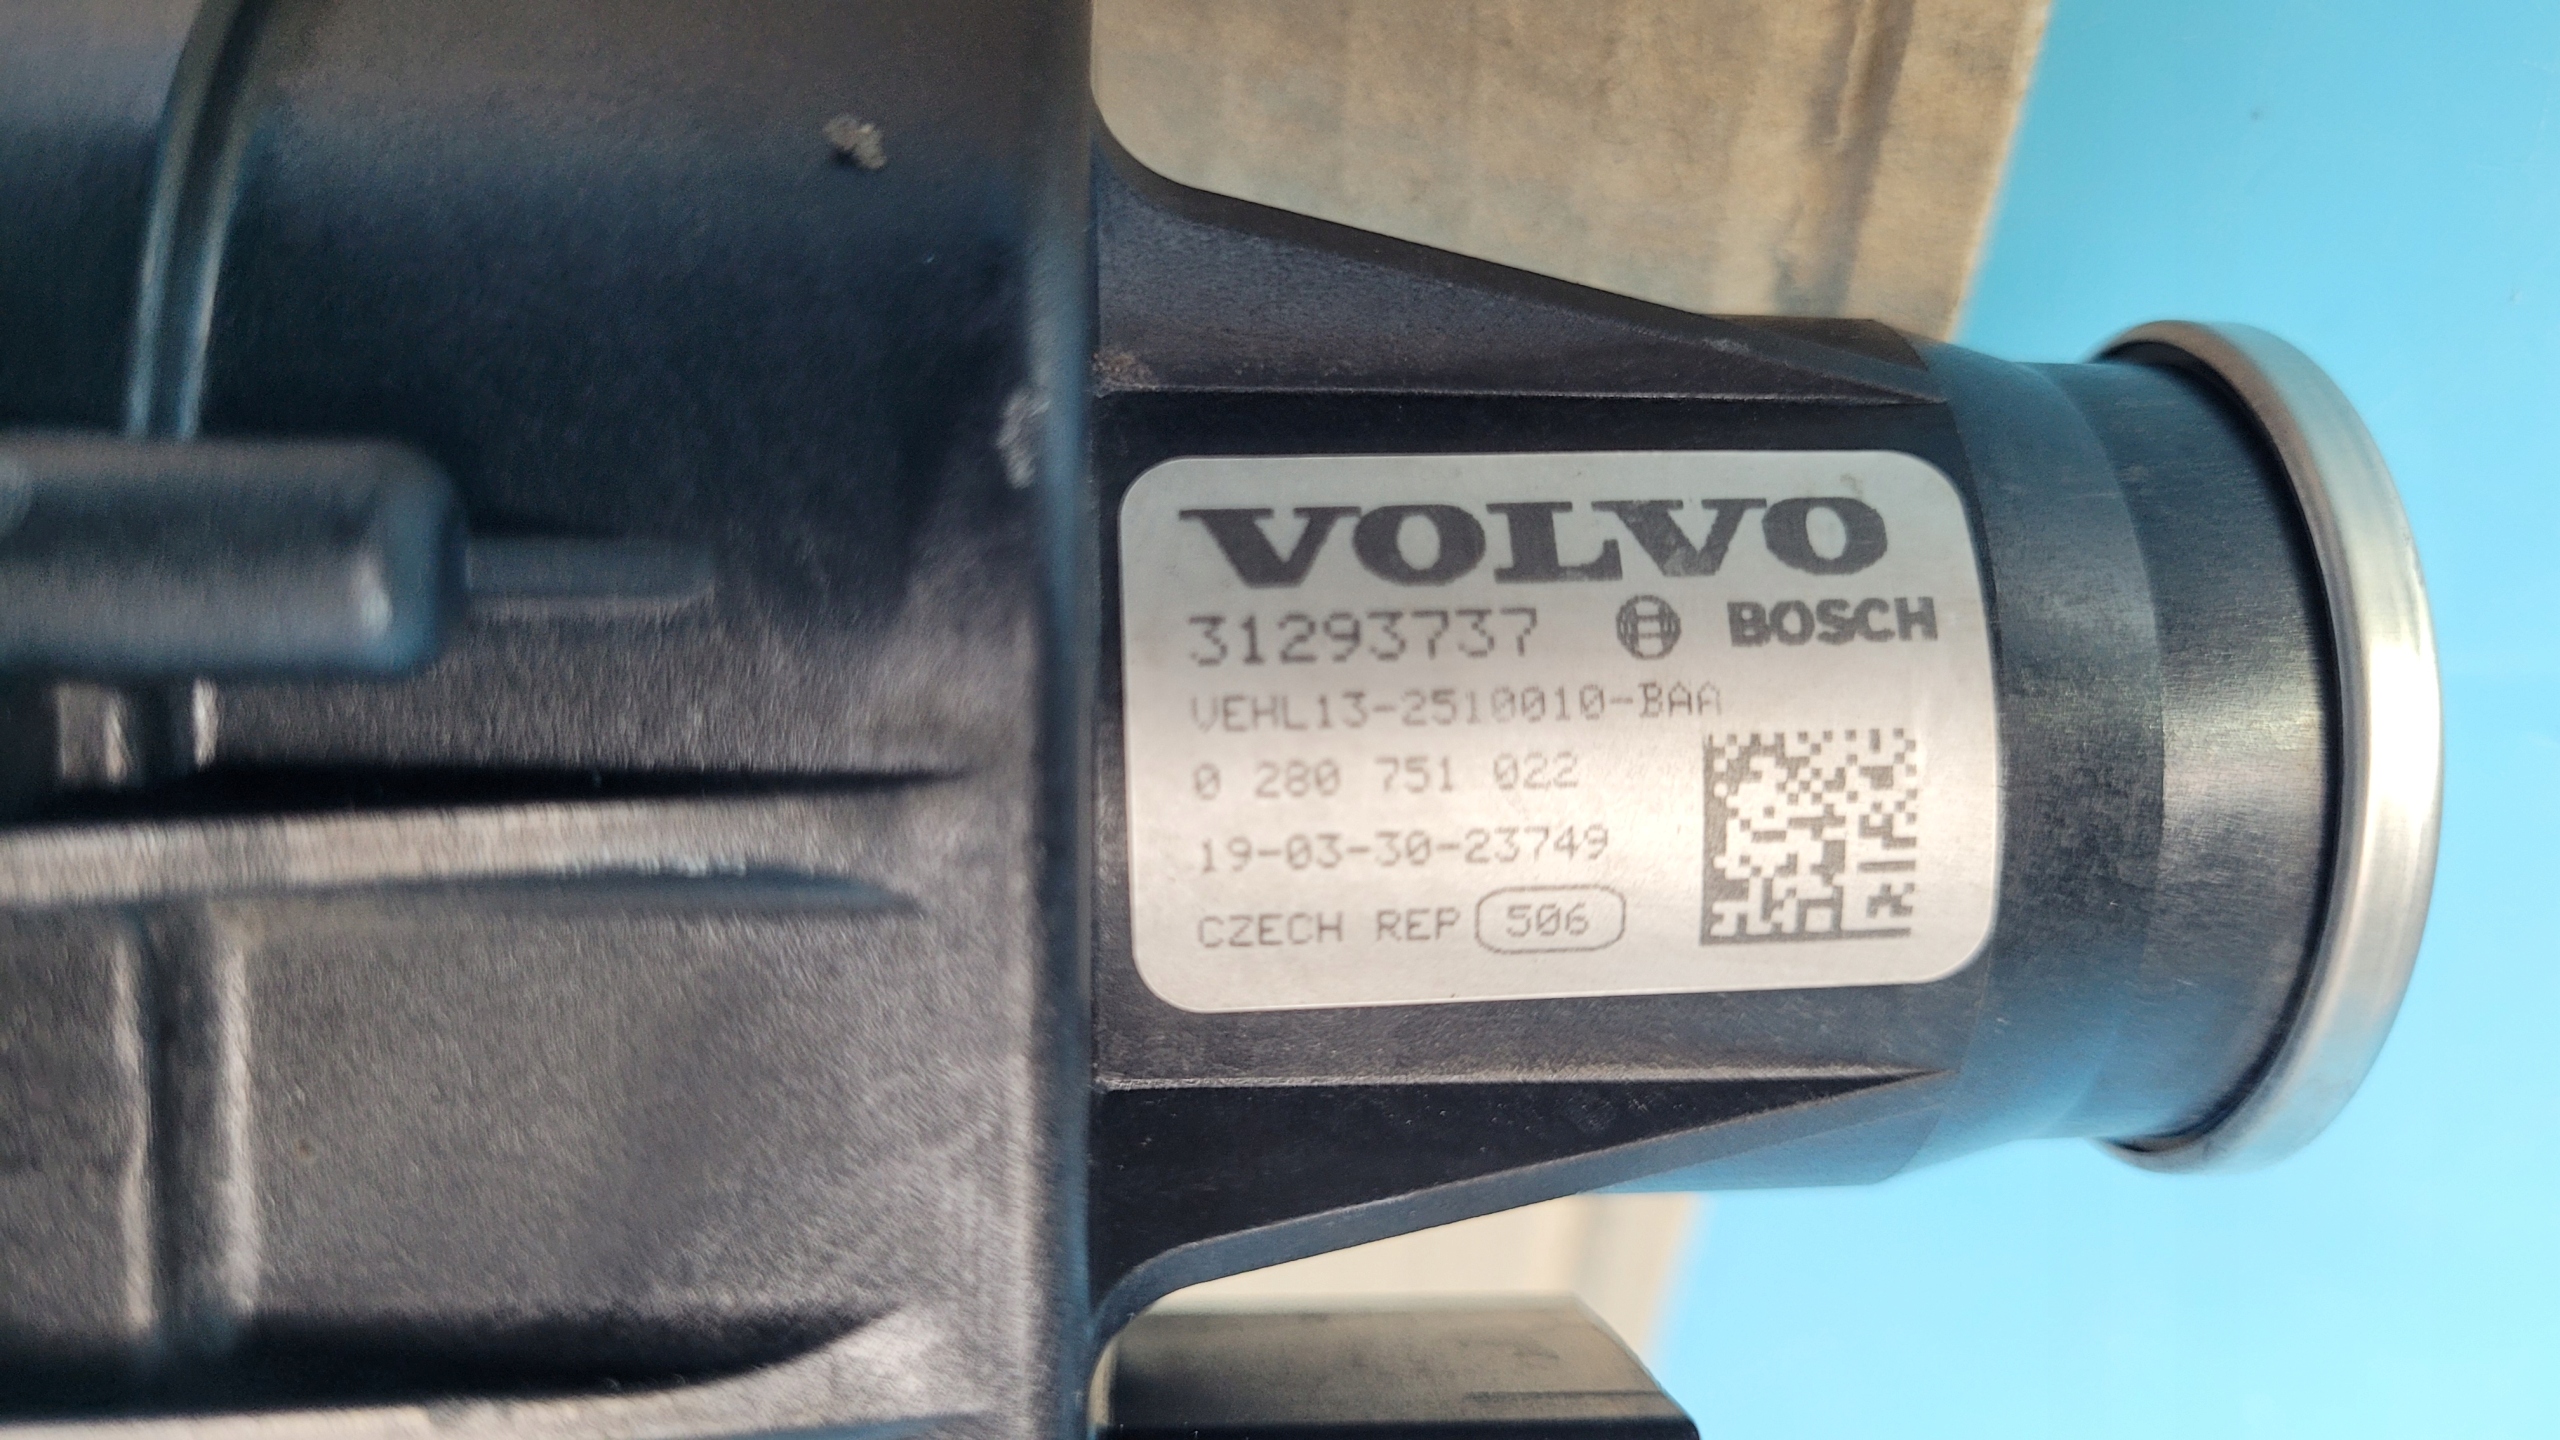 VOLVO
31293737 BOSCH
VEHL13-2510010-BAA
0 280 751 022
19-03-30-23749
CZECH REP 506